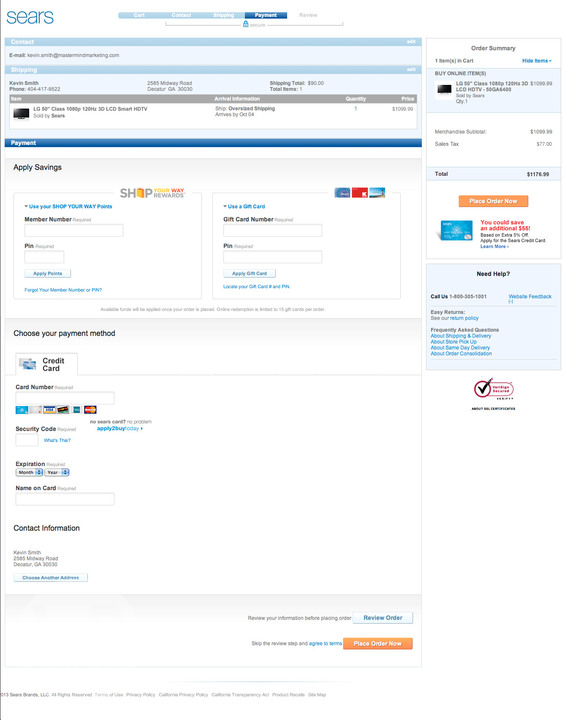 sears
Cart Contact Shipping Payment Review
SECURE
Contact edit
E-mail: kevin.smith@mastermindmarketing.com
Shipping edit
Kevin Smith 2585 Midway Road Shipping Total: $90.00
Phone: 404-417-9522 Decatur GA 30030 Total Items: 1
Item Arrival Information Quantity Price
LG 50" Class 1080p 120Hz 3D LCD Smart HDTV Ship: Oversized Shipping 1 $1099.99
Sold by Sears Arrives by Oct 04
Payment
Apply Savings
SHOP YOUR WAY REWARDS
Use your SHOP YOUR WAY Points
Member Number Required
Pin Required
Apply Points
Forgot Your Member Number or PIN?
Use a Gift Card
Gift Card Number Required
Pin Required
Apply Gift Card
Locate your Gift Card # and PIN
Available funds will be applied once your order is placed. Online redemption is limited to 15 gift cards per order.
Choose your payment method
Credit
Card
Card Number Required
VISA
no sears card? no problem
apply2buytoday
Security Code Required
What's This?
Expiration Required
Month Year
Name on Card Required
Contact Information
Kevin Smith
2585 Midway Road
Decatur, GA 30030
Choose Another Address
Review your information before placing order Review Order
Skip the review step and agree to terms Place Order Now
Order Summary
1 Item(s) in Cart Hide Items
BUY ONLINE ITEM(S)
LG 50" Class 1080p 120Hz 3D $1099.99
LCD HDTV - 50GA6400
Sold by Sears
Qty.1
Merchandise Subtotal: $1099.99
Sales Tax $77.00
Total $1176.99
Place Order Now
You could save
an additional $55!
Based on Extra 5% Off.
Apply for the Sears Credit Card
Learn More ›
Need Help?
Call Us 1-800-305-1001 Website Feedback
[-]
Easy Returns:
See our return policy
Frequently Asked Questions
About Shipping & Delivery
About Store Pick Up
About Same Day Delivery
About Order Consolidation
VeriSign
Secured
VERIFY
ABOUT SSL CERTIFICATES
013 Sears Brands, LLC. All Rights Reserved Terms of Use Privacy Policy California Privacy Policy California Transparency Act Product Recalls Site Map